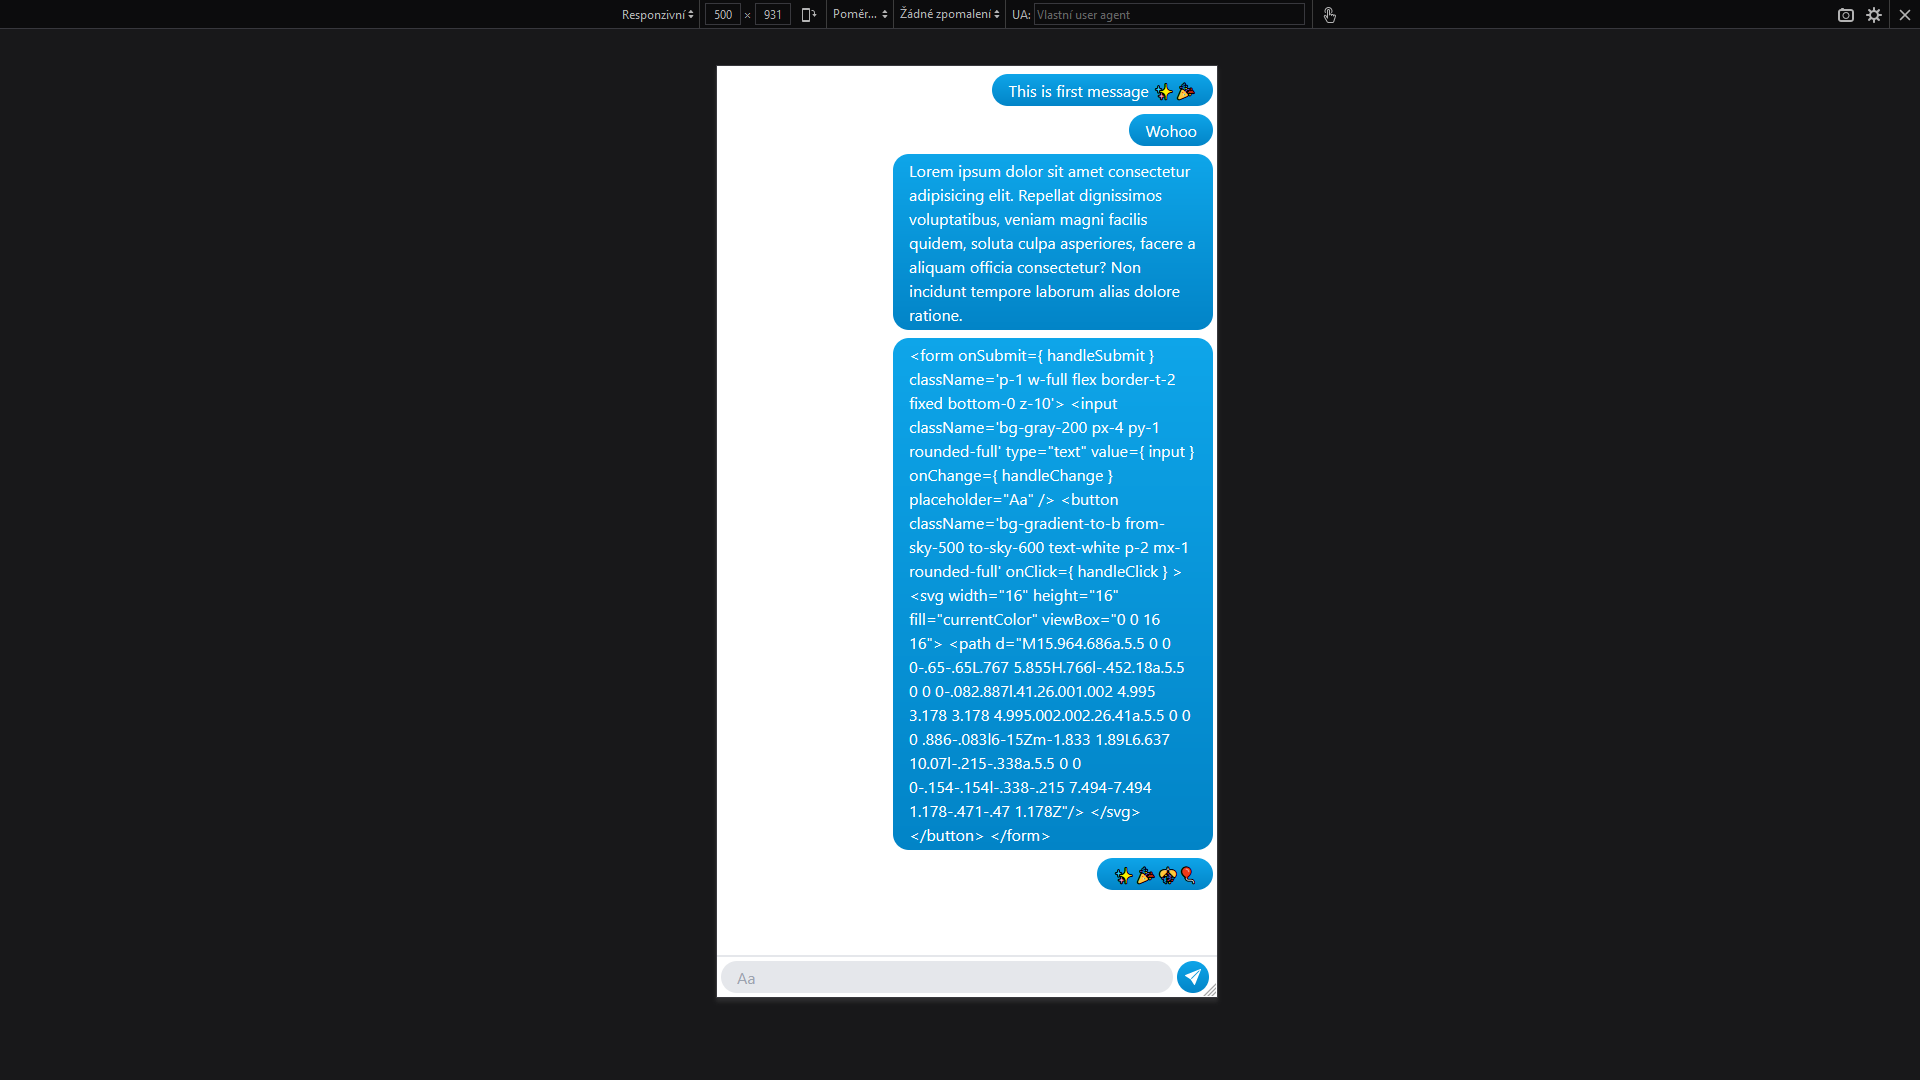 Responzivní 500 × 931 Poměr... Žádné zpomalení UA: Vlastní user agent
This is first message ✨🎉
Wohoo
Lorem ipsum dolor sit amet consectetur
adipisicing elit. Repellat dignissimos
voluptatibus, veniam magni facilis
quidem, soluta culpa asperiores, facere a
aliquam officia consectetur? Non
incidunt tempore laborum alias dolore
ratione.
<form onSubmit={ handleSubmit }
className='p-1 w-full flex border-t-2
fixed bottom-0 z-10'> <input
className='bg-gray-200 px-4 py-1
rounded-full' type="text" value={ input }
onChange={ handleChange }
placeholder="Aa" /> <button
className='bg-gradient-to-b from-
sky-500 to-sky-600 text-white p-2 mx-1
rounded-full' onClick={ handleClick } >
<svg width="16" height="16"
fill="currentColor" viewBox="0 0 16
16"> <path d="M15.964.686a.5.5 0 0
0-.65-.65L.767 5.855H.766l-.452.18a.5.5
0 0 0-.082.887l.41.26.001.002 4.995
3.178 3.178 4.995.002.002.26.41a.5.5 0 0
0 .886-.083l6-15Zm-1.833 1.89L6.637
10.07l-.215-.338a.5.5 0 0
0-.154-.154l-.338-.215 7.494-7.494
1.178-.471-.47 1.178Z"/> </svg>
</button> </form>
Aa